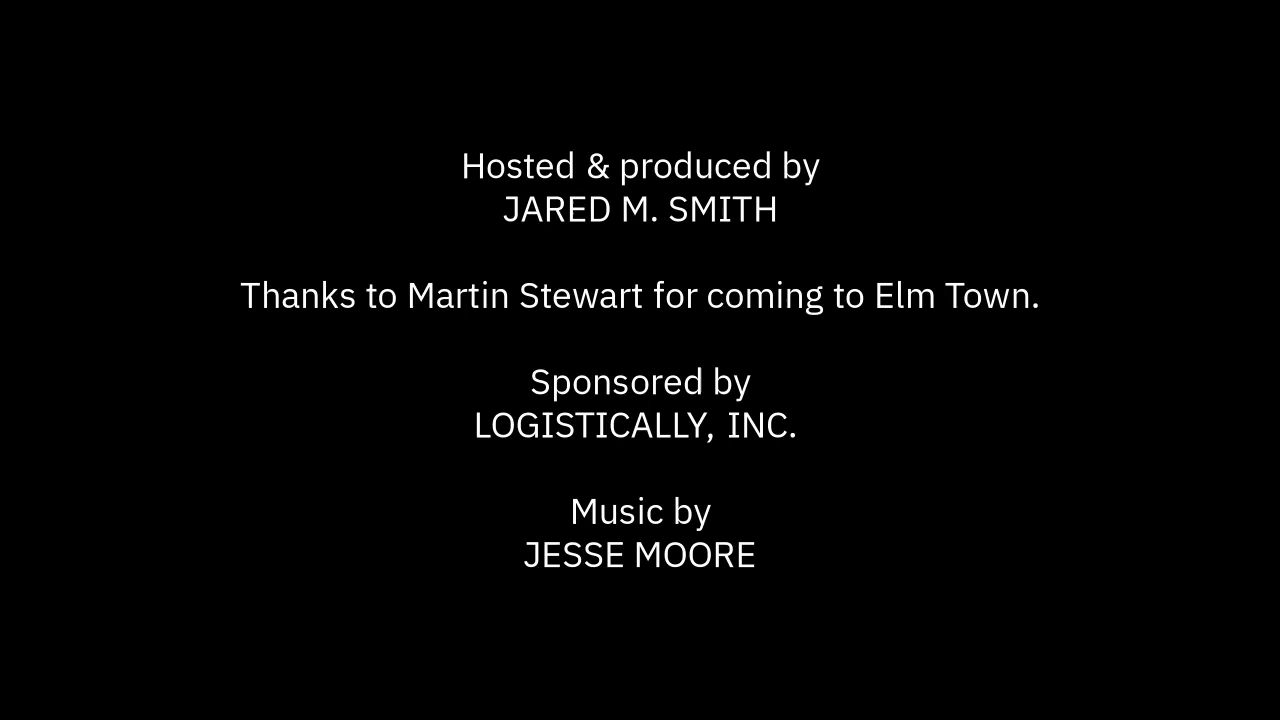 Hosted & produced by
JARED M. SMITH
Thanks to Martin Stewart for coming to Elm Town.
Sponsored by
LOGISTICALLY, INC.
Music by
JESSE MOORE